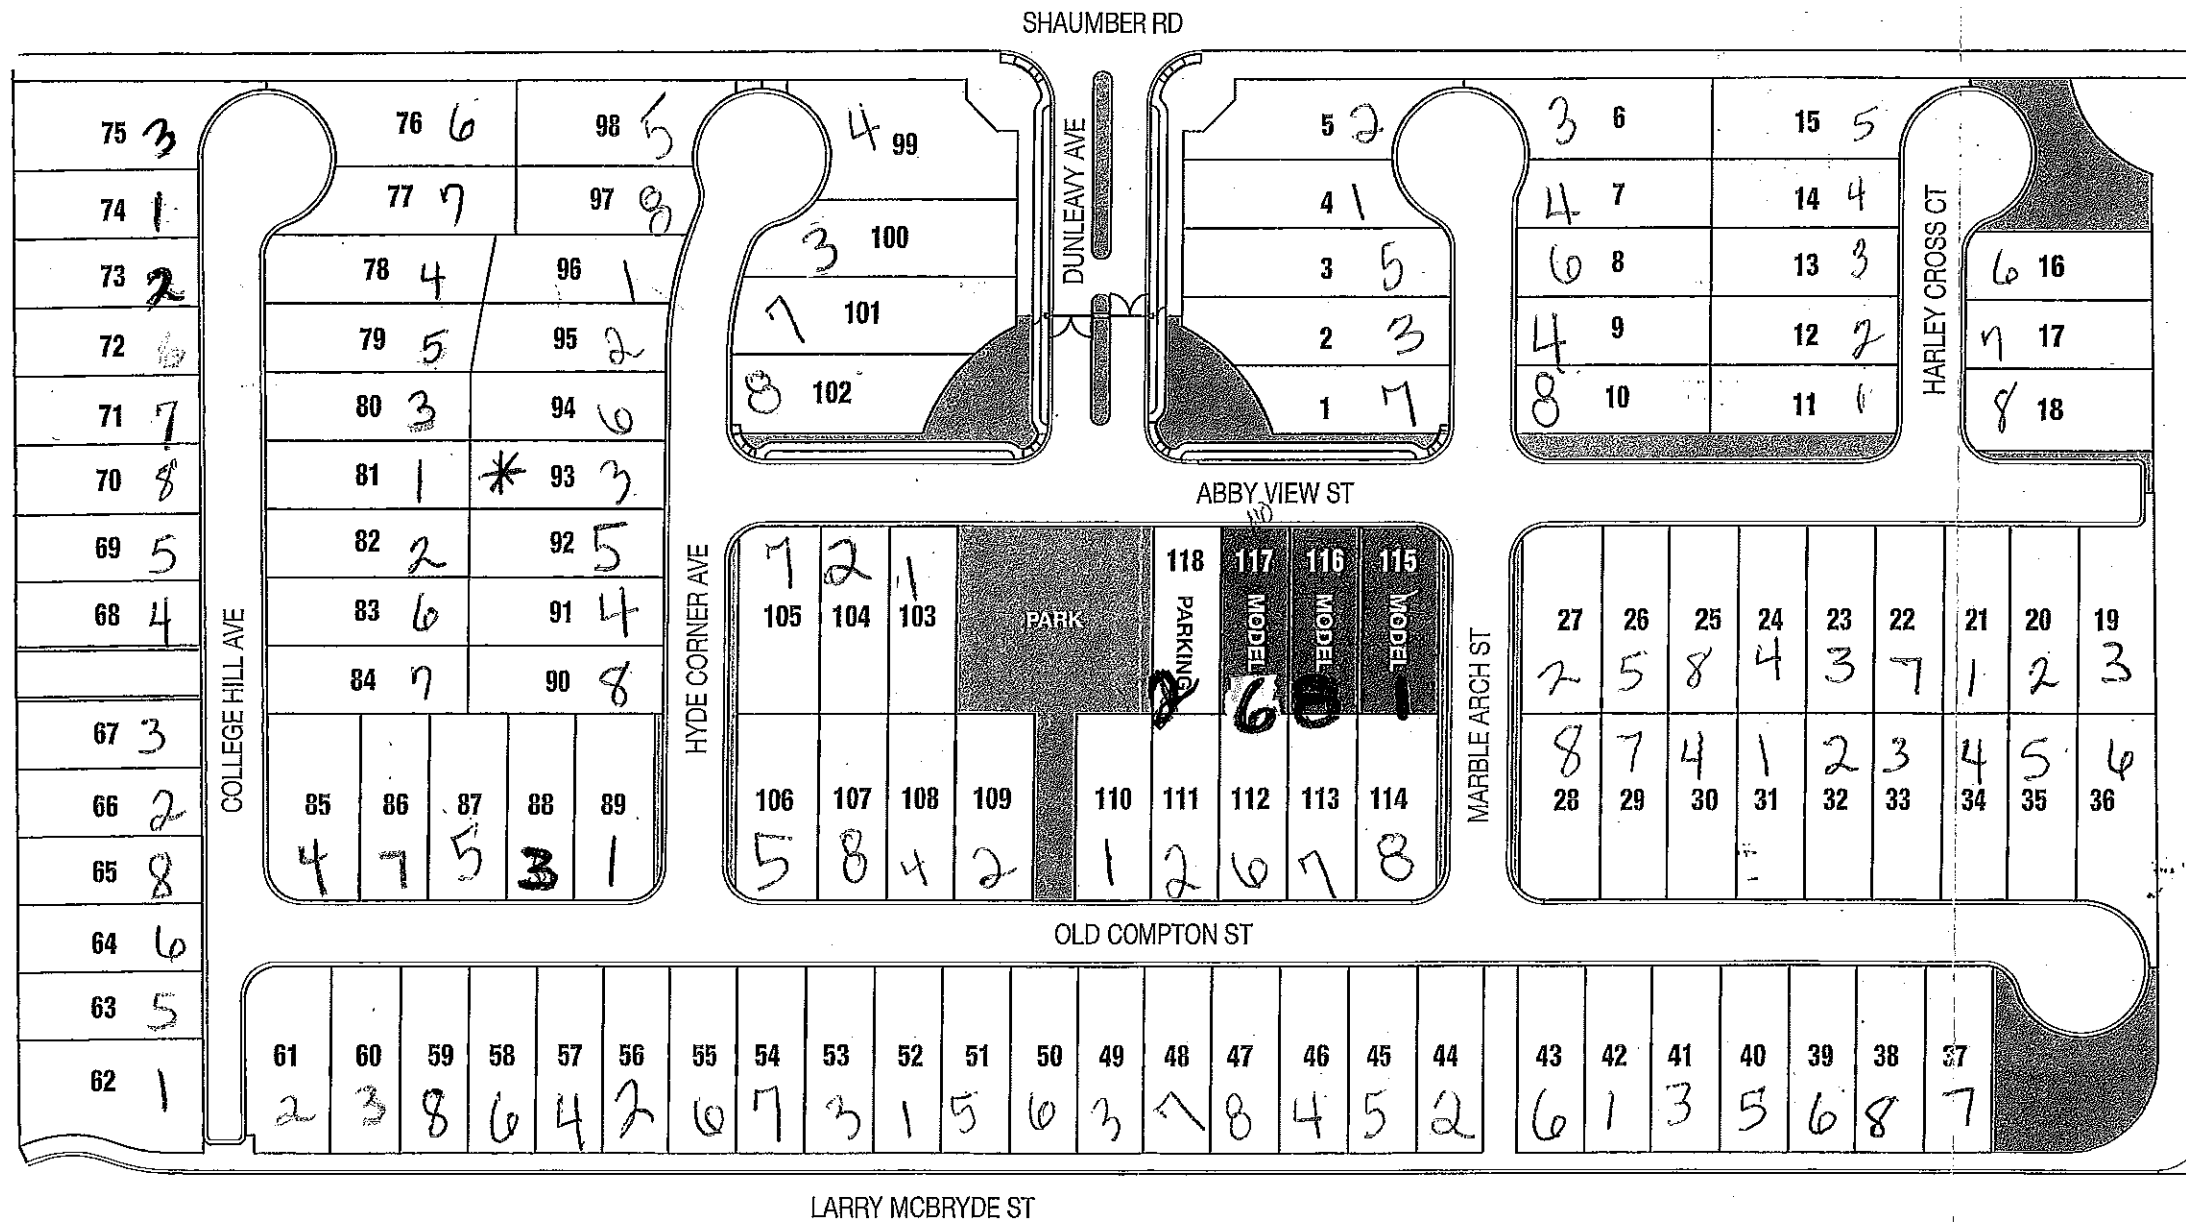 SHAUMBER RD
75 3
74 1
73 2
72 6
71 7
70 8
69 5
68 4
67 3
66 2
65 8
64 6
63 5
62 1
COLLEGE HILL AVE
76 6
77 7
78 4
79 5
80 3
81 1
82 2
83 6
84 7
98 5
97 8
96 1
95 2
94 6
* 93 3
92 5
91 4
90 8
85 86 87 88 89
4 7 5 3 1
HYDE CORNER AVE
4 99
3 100
7 101
8 102
DUNLEAVY AVE
5 2
4 1
3 5
2 3
1 7
3 6
4 7
6 8
4 9
8 10
15 5
14 4
13 3
12 2
11 1
HARLEY CROSS CT
6 16
7 17
8 18
ABBY VIEW ST
7 2 1
105 104 103
PARK
118 PARKING 2
117 MODEL 6
116 MODEL 8
115 MODEL 1
106 107 108 109 110 111 112 113 114
5 8 4 2 1 2 6 7 8
MARBLE ARCH ST
27 26 25 24 23 22 21 20 19
2 5 8 4 3 7 1 2 3
8 7 4 1 2 3 4 5 6
28 29 30 31 32 33 34 35 36
OLD COMPTON ST
61 60 59 58 57 56 55 54 53 52 51 50 49 48 47 46 45 44 43 42 41 40 39 38 37
2 3 8 6 4 2 6 7 3 1 5 6 3 7 8 4 5 2 6 1 3 5 6 8 7
LARRY MCBRYDE ST